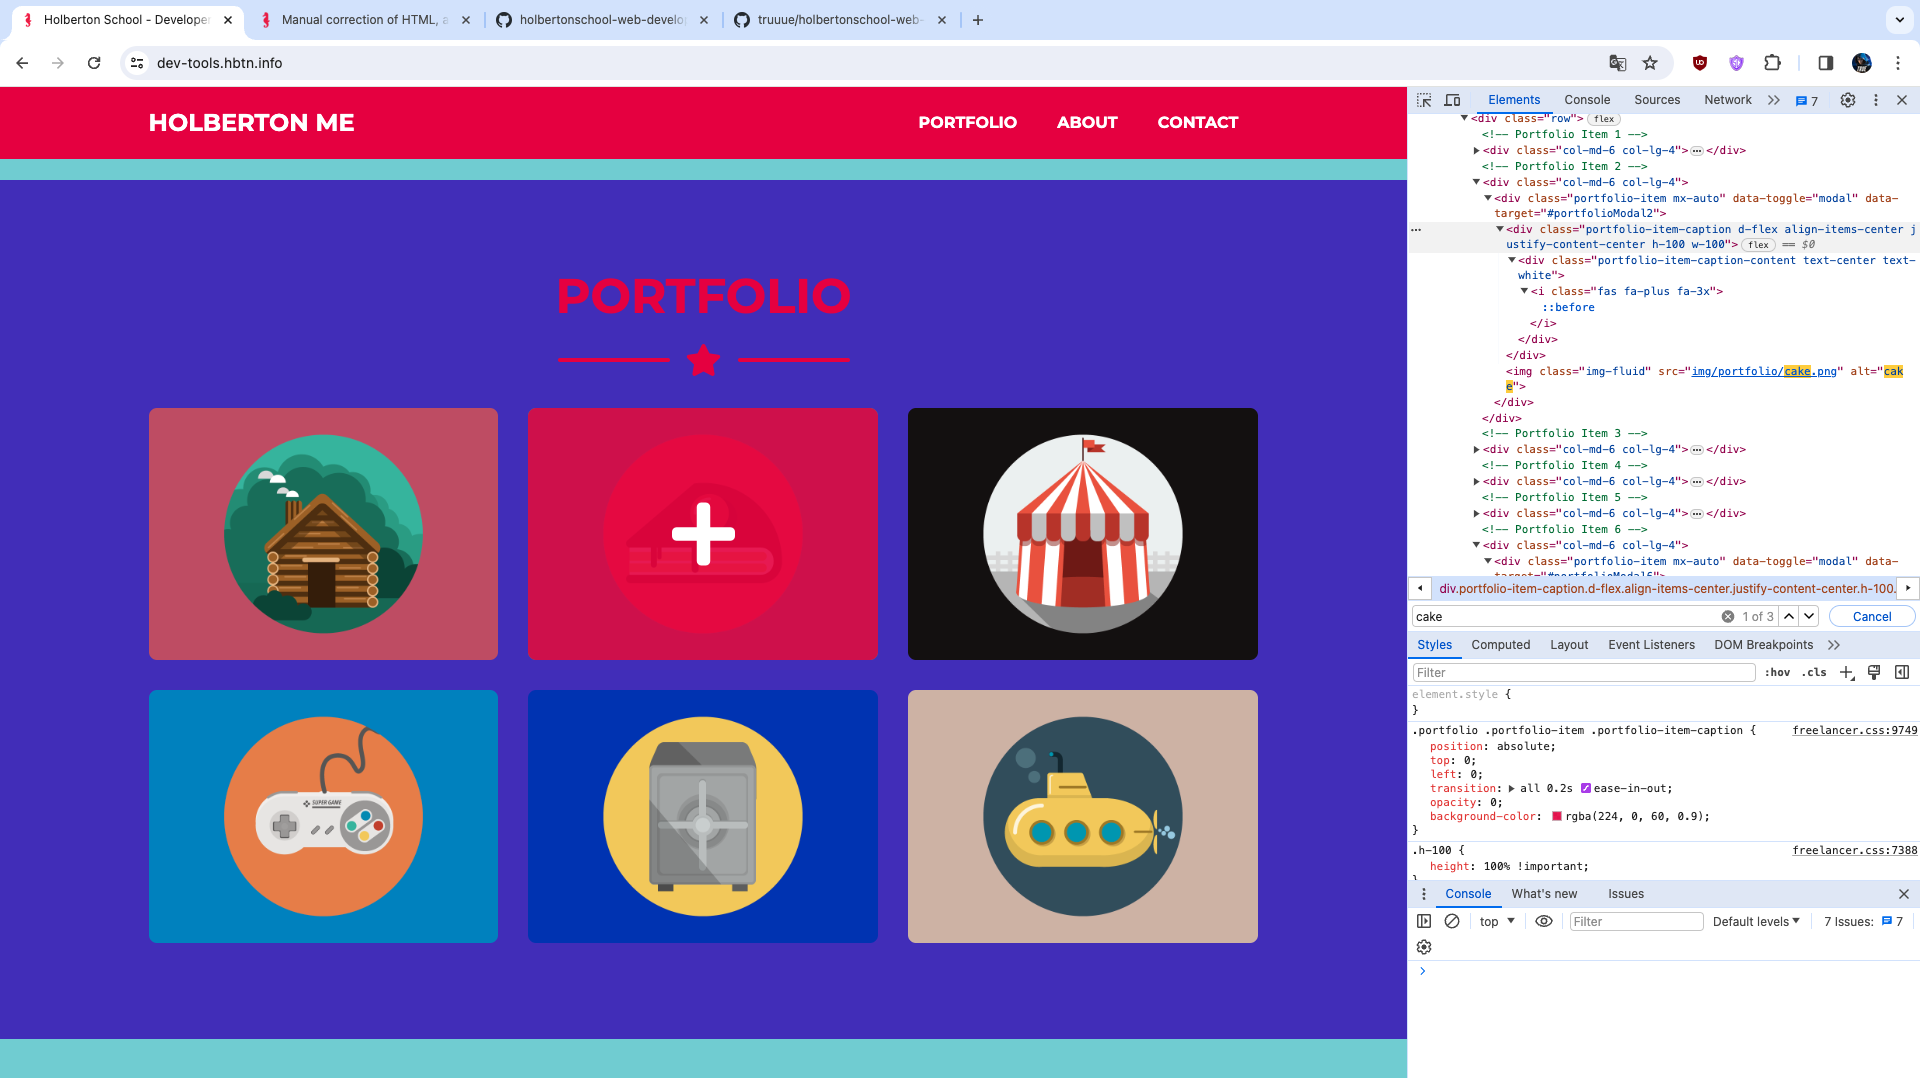 Holberton School - Developer
Manual correction of HTML, a
holbertonschool-web-develo
truuue/holbertonschool-web-
dev-tools.hbtn.info
HOLBERTON ME
PORTFOLIO
ABOUT
CONTACT
PORTFOLIO
SUPER GAME
Elements
Console
Sources
Network
7
<div class="row"> flex
<!-- Portfolio Item 1 -->
<div class="col-md-6 col-lg-4"> … </div>
<!-- Portfolio Item 2 -->
<div class="col-md-6 col-lg-4">
<div class="portfolio-item mx-auto" data-toggle="modal" data-
target="#portfolioModal2">
<div class="portfolio-item-caption d-flex align-items-center j
ustify-content-center h-100 w-100"> flex == $0
<div class="portfolio-item-caption-content text-center text-
white">
<i class="fas fa-plus fa-3x">
::before
</i>
</div>
</div>
<img class="img-fluid" src="img/portfolio/cake.png" alt="cak
e">
</div>
</div>
<!-- Portfolio Item 3 -->
<div class="col-md-6 col-lg-4"> … </div>
<!-- Portfolio Item 4 -->
<div class="col-md-6 col-lg-4"> … </div>
<!-- Portfolio Item 5 -->
<div class="col-md-6 col-lg-4"> … </div>
<!-- Portfolio Item 6 -->
<div class="col-md-6 col-lg-4">
<div class="portfolio-item mx-auto" data-toggle="modal" data-
target="#portfolioModal6">
div.portfolio-item-caption.d-flex.align-items-center.justify-content-center.h-100.
cake
1 of 3
Cancel
Styles
Computed
Layout
Event Listeners
DOM Breakpoints
Filter
:hov
.cls
element.style {
}
.portfolio .portfolio-item .portfolio-item-caption { freelancer.css:9749
position: absolute;
top: 0;
left: 0;
transition: all 0.2s ease-in-out;
opacity: 0;
background-color: rgba(224, 0, 60, 0.9);
}
.h-100 { freelancer.css:7388
height: 100% !important;
}
Console
What's new
Issues
top
Filter
Default levels
7 Issues:
7